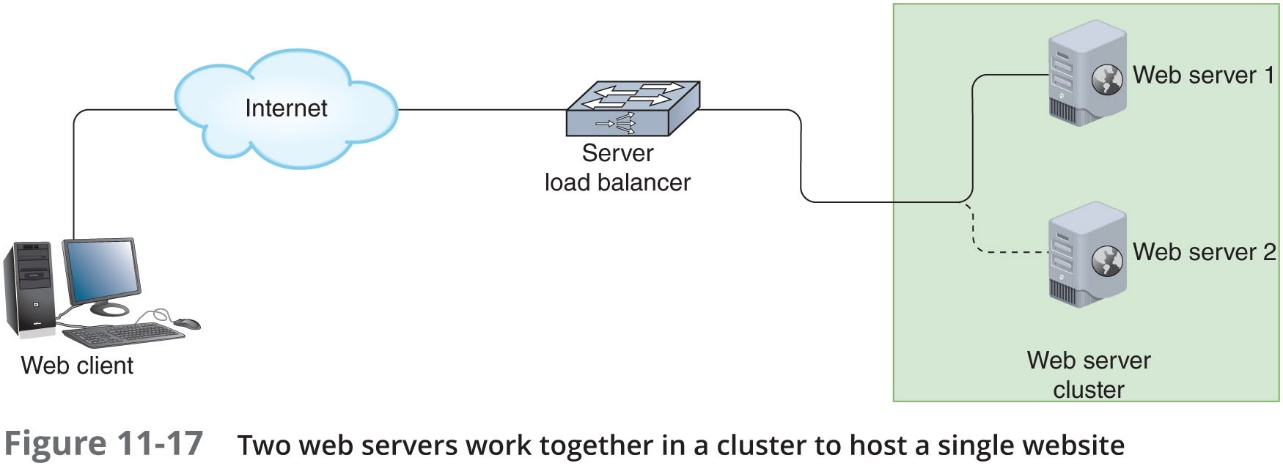 Internet
Server
load balancer
Web server 1
Web server 2
Web client
Web server
cluster
Figure 11-17 Two web servers work together in a cluster to host a single website